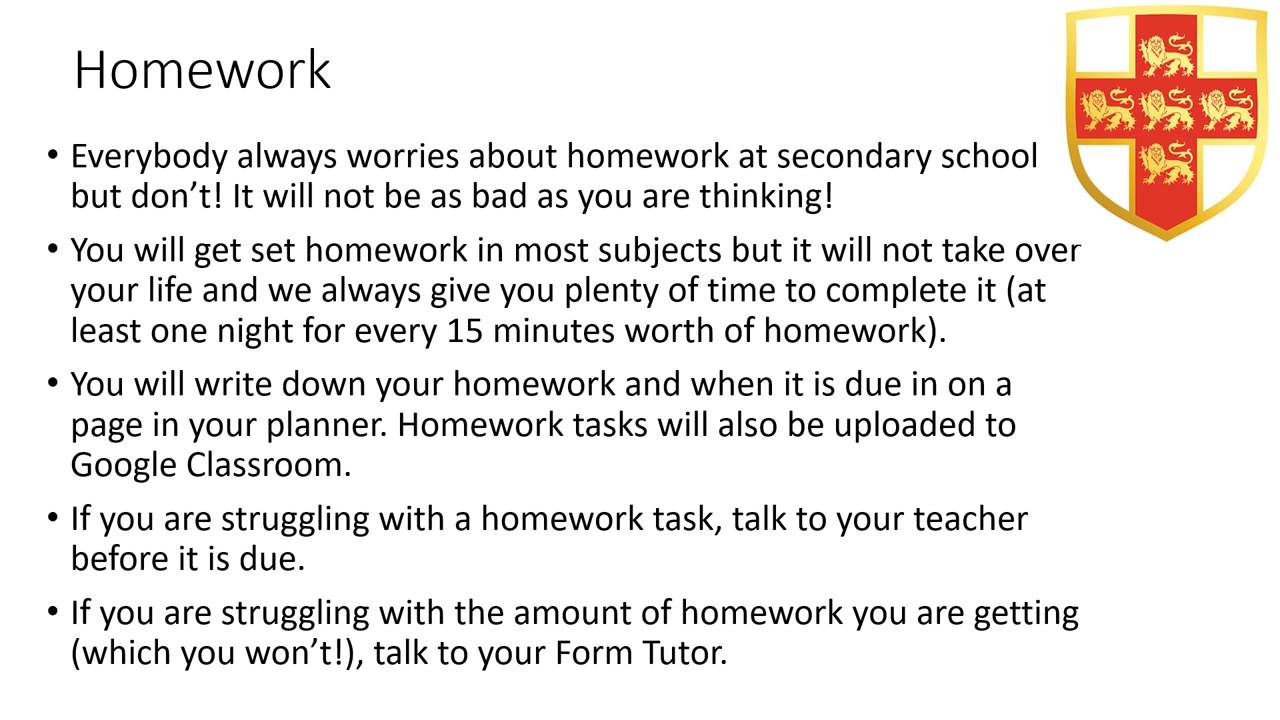 Homework
• Everybody always worries about homework at secondary school
but don’t! It will not be as bad as you are thinking!
• You will get set homework in most subjects but it will not take over
your life and we always give you plenty of time to complete it (at
least one night for every 15 minutes worth of homework).
• You will write down your homework and when it is due in on a
page in your planner. Homework tasks will also be uploaded to
Google Classroom.
• If you are struggling with a homework task, talk to your teacher
before it is due.
• If you are struggling with the amount of homework you are getting
(which you won’t!), talk to your Form Tutor.